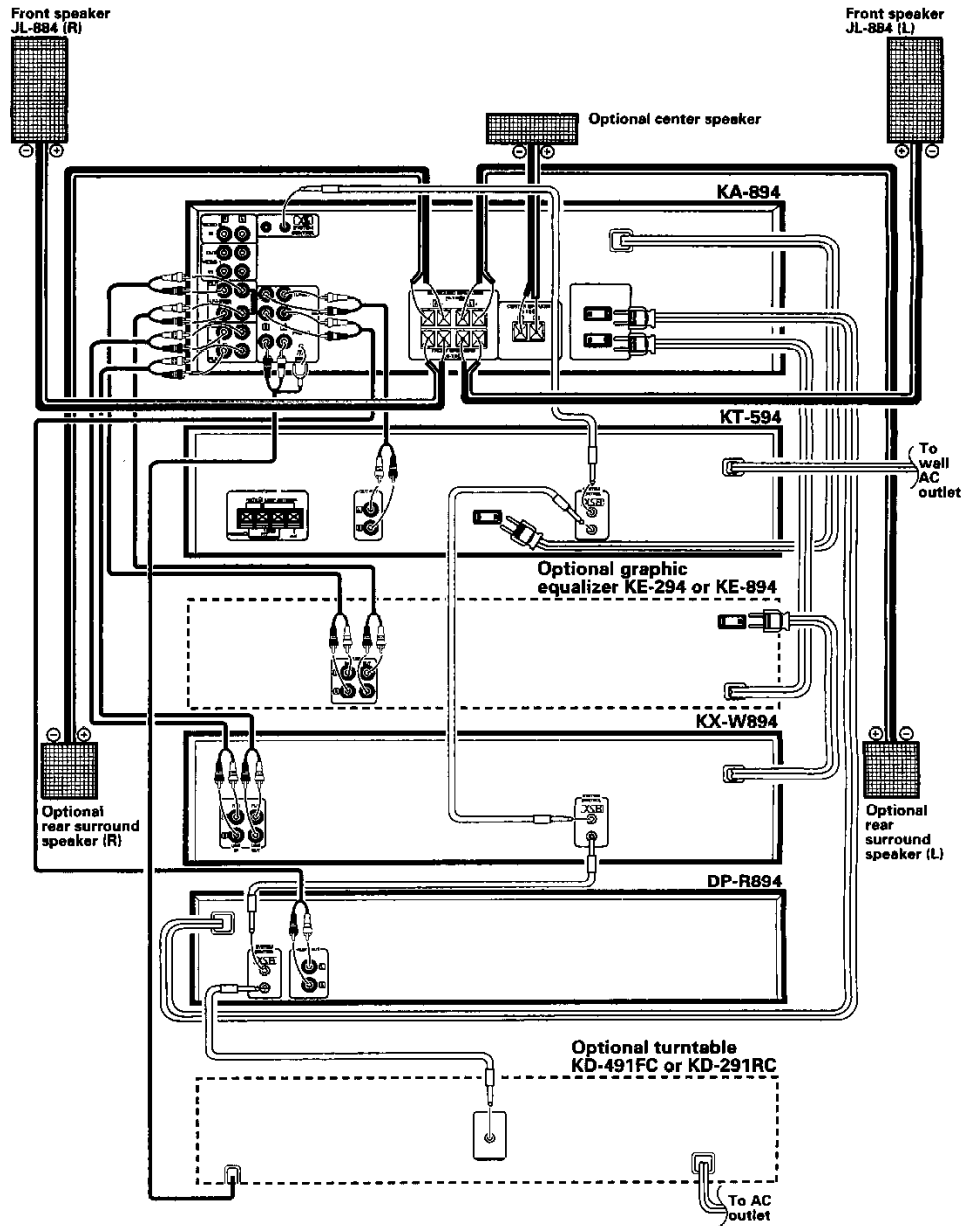 Front speaker
JL-884 (R)
Front speaker
JL-884 (L)
Optional center speaker
KA-894
KT-594
To
wall
AC
outlet
Optional graphic
equalizer KE-294 or KE-894
KX-W894
Optional
rear surround
speaker (R)
Optional
rear
surround
speaker (L)
DP-R894
Optional turntable
KD-491FC or KD-291RC
To AC
outlet